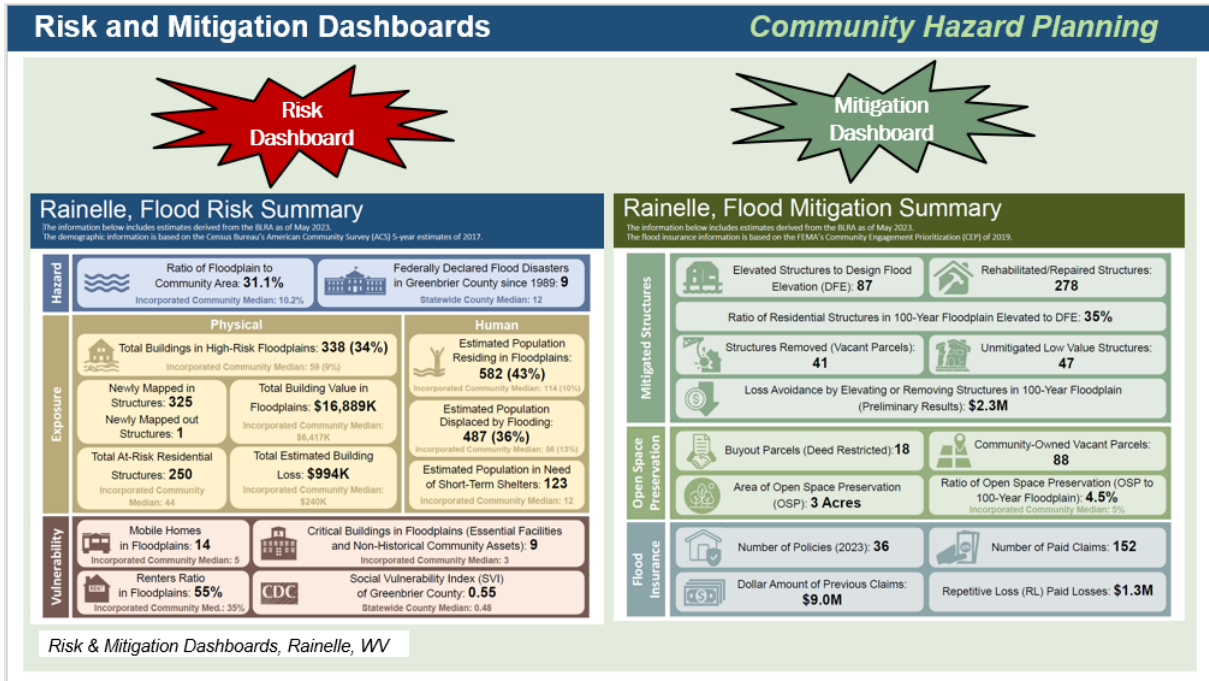 Risk and Mitigation Dashboards
Community Hazard Planning
Risk
Dashboard
Mitigation
Dashboard
Rainelle, Flood Risk Summary
The information below includes estimates derived from the BLRA as of May 2023.
The demographic information is based on the Census Bureau's American Community Survey (ACS) 5-year estimates of 2017.
Hazard
Ratio of Floodplain to
Community Area: 31.1%
Incorporated Community Median: 10.2%
Federally Declared Flood Disasters
in Greenbrier County since 1989: 9
Statewide County Median: 12
Exposure
Physical
Total Buildings in High-Risk Floodplains: 338 (34%)
Incorporated Community Median: 59 (9%)
Newly Mapped in
Structures: 325
Newly Mapped out
Structures: 1
Total Building Value in
Floodplains: $16,889K
Incorporated Community Median:
$6,417K
Total At-Risk Residential
Structures: 250
Incorporated Community
Median: 44
Total Estimated Building
Loss: $994K
Incorporated Community Median:
$240K
Human
Estimated Population
Residing in Floodplains:
582 (43%)
Incorporated Community Median: 114 (10%)
Estimated Population
Displaced by Flooding:
487 (36%)
Incorporated Community Median: 56 (13%)
Estimated Population in Need
of Short-Term Shelters: 123
Incorporated Community Median: 12
Vulnerability
Mobile Homes
in Floodplains: 14
Incorporated Community Median: 5
Critical Buildings in Floodplains (Essential Facilities
and Non-Historical Community Assets): 9
Incorporated Community Median: 3
RENT
Renters Ratio
in Floodplains: 55%
Incorporated Community Med.: 35%
CDC
Social Vulnerability Index (SVI)
of Greenbrier County: 0.55
Statewide County Median: 0.48
Risk & Mitigation Dashboards, Rainelle, WV
Rainelle, Flood Mitigation Summary
The information below includes estimates derived from the BLRA as of May 2023.
The flood insurance information is based on the FEMA's Community Engagement Prioritization (CEP) of 2019.
Mitigated Structures
Elevated Structures to Design Flood
Elevation (DFE): 87
Rehabilitated/Repaired Structures:
278
Ratio of Residential Structures in 100-Year Floodplain Elevated to DFE: 35%
Structures Removed (Vacant Parcels):
41
Unmitigated Low Value Structures:
47
Loss Avoidance by Elevating or Removing Structures in 100-Year Floodplain
(Preliminary Results): $2.3M
Open Space
Preservation
Buyout Parcels (Deed Restricted):18
Community-Owned Vacant Parcels:
88
Area of Open Space Preservation
(OSP): 3 Acres
Ratio of Open Space Preservation (OSP to
100-Year Floodplain): 4.5%
Incorporated Community Median: 5%
Flood
Insurance
Number of Policies (2023): 36
Number of Paid Claims: 152
Dollar Amount of Previous Claims:
$9.0M
Repetitive Loss (RL) Paid Losses: $1.3M